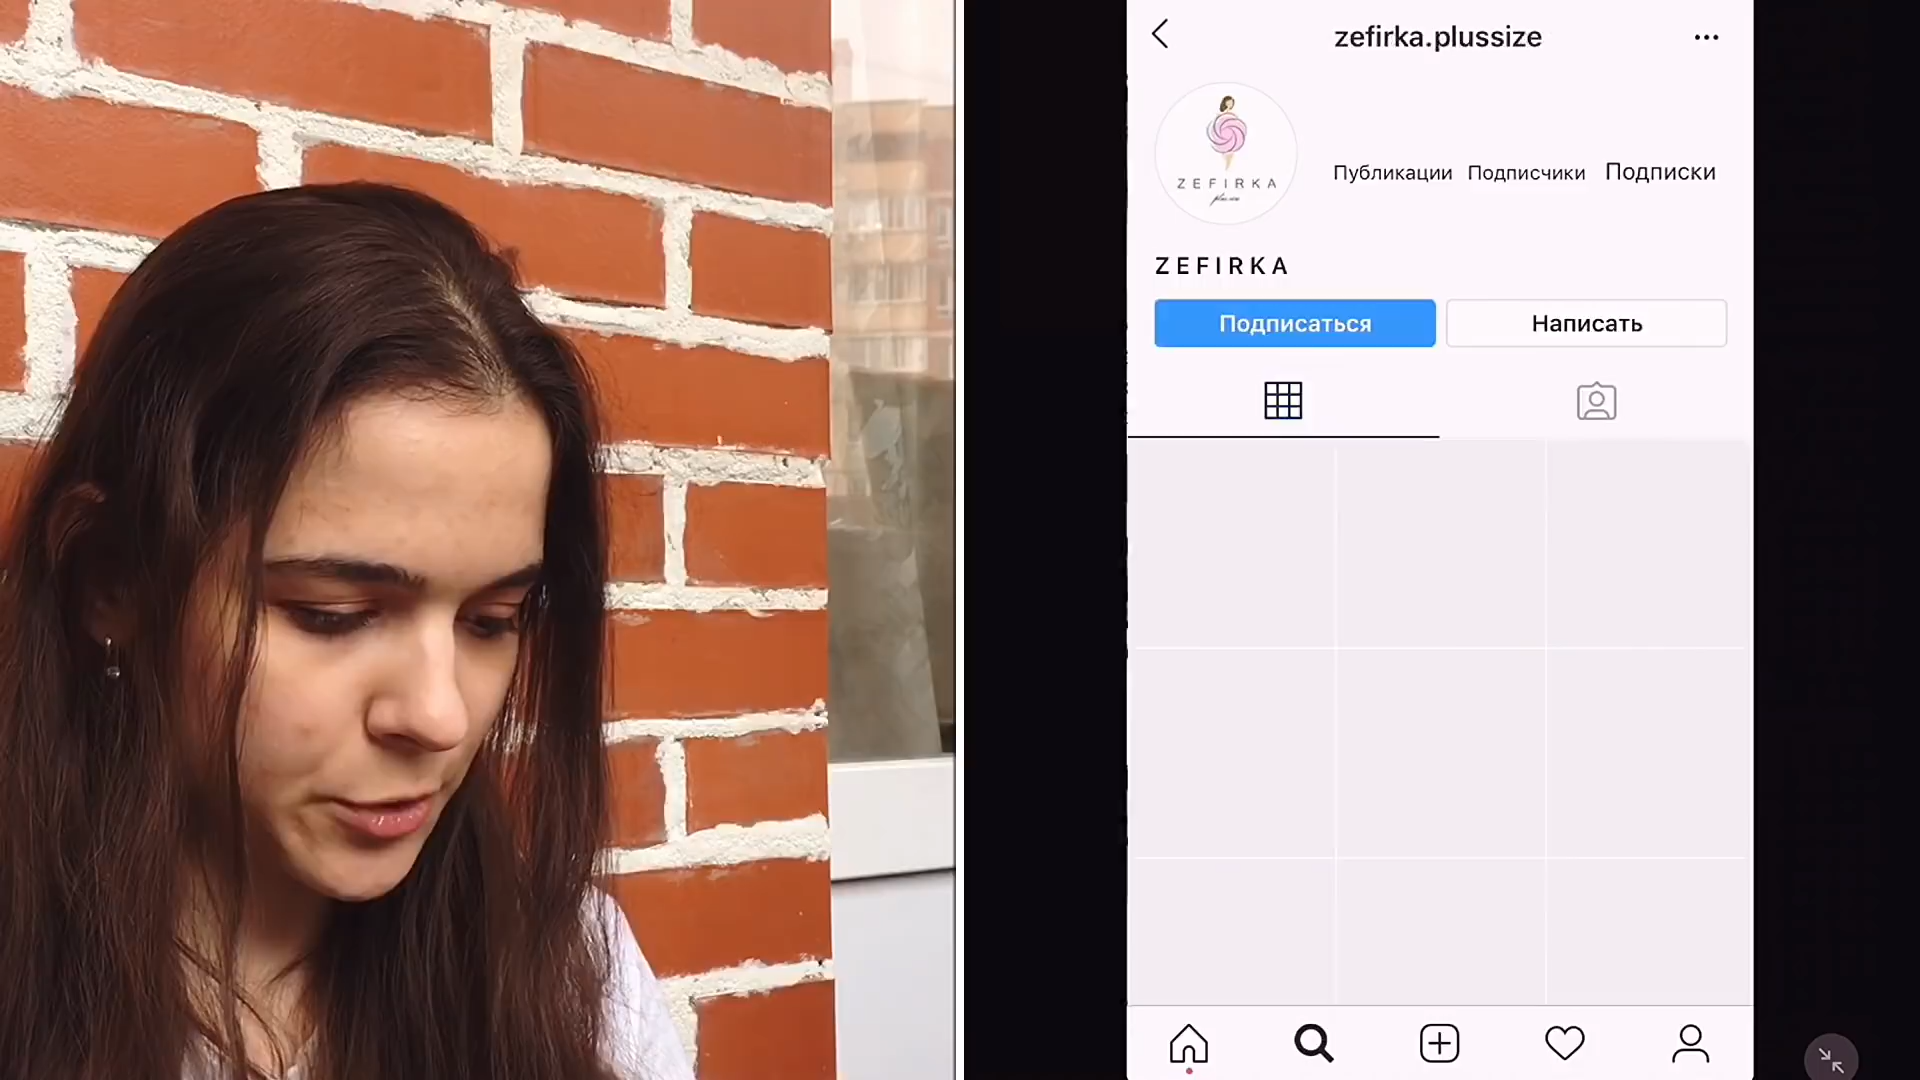 zefirka.plussize
ZEFIRKA
Публикации Подписчики Подписки
ZEFIRKA
Подписаться
Написать